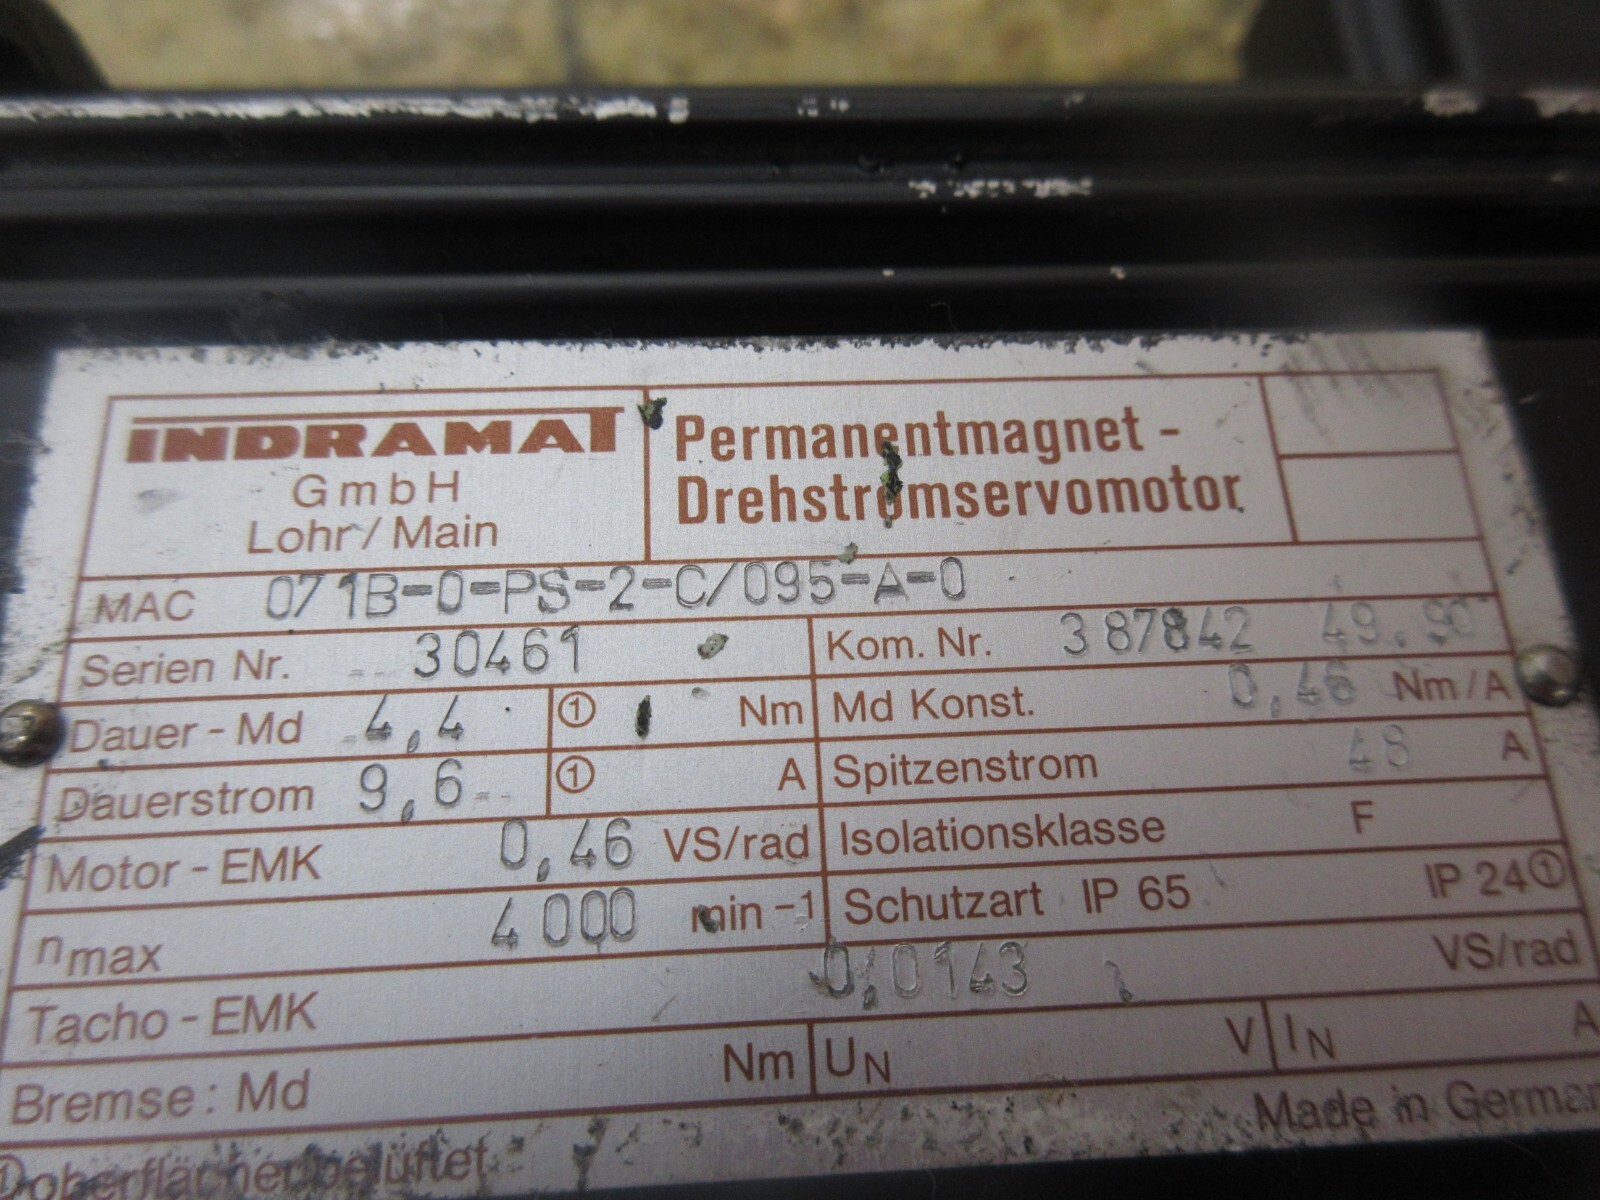 INDRAMAT
GmbH
Lohr/Main
Permanentmagnet-
Drehstromservomotor
MAC 071B-0-PS-2-C/095-A-0
Serien Nr. 30461
Kom. Nr. 387842 49.90
Dauer-Md 4,4 ① Nm
Md Konst. 0,46 Nm/A
Dauerstrom 9,6 ① A
Spitzenstrom 48 A
Motor-EMK 0,46 VS/rad
Isolationsklasse F
nmax 4000 min-1
Schutzart IP 65 IP 24①
Tacho-EMK 0,0143 VS/rad
Bremse: Md Nm UN V IN A
Made in German
① oberflächenbelüftet